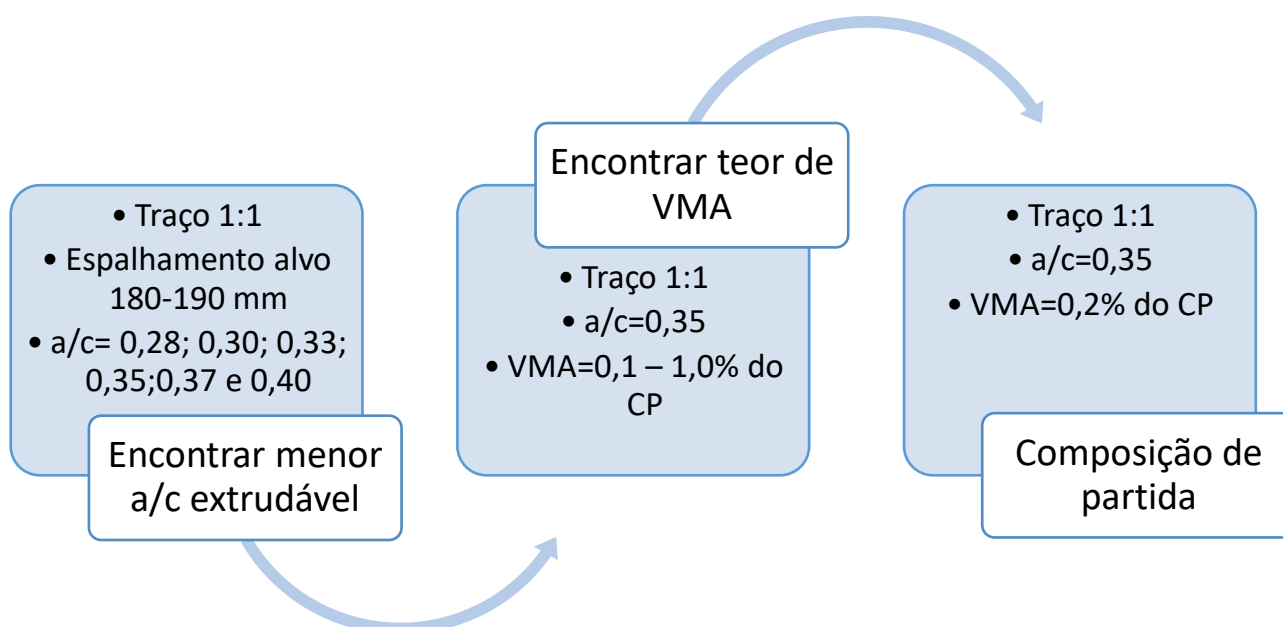 • Traço 1:1
• Espalhamento alvo
180-190 mm
• a/c= 0,28; 0,30; 0,33;
0,35;0,37 e 0,40
Encontrar menor
a/c extrudável
Encontrar teor de
VMA
• Traço 1:1
• a/c=0,35
• VMA=0,1 – 1,0% do
CP
• Traço 1:1
• a/c=0,35
• VMA=0,2% do CP
Composição de
partida